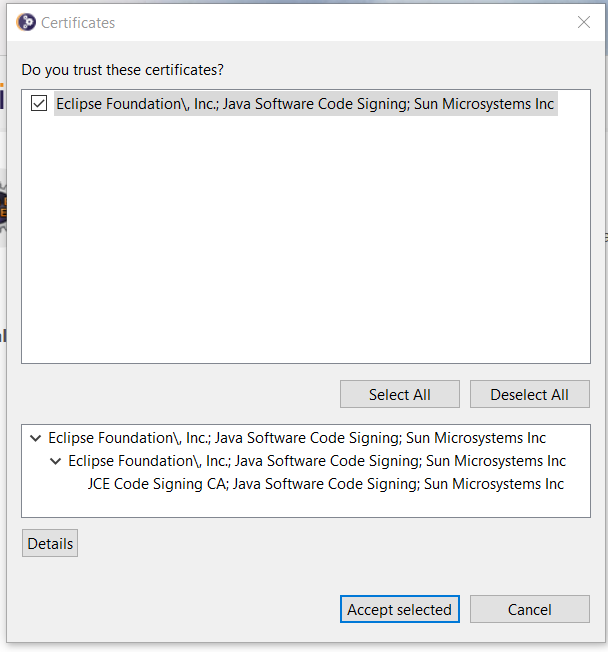 Certificates
Do you trust these certificates?
Eclipse Foundation\, Inc.; Java Software Code Signing; Sun Microsystems Inc
Select All
Deselect All
Eclipse Foundation\, Inc.; Java Software Code Signing; Sun Microsystems Inc
Eclipse Foundation\, Inc.; Java Software Code Signing; Sun Microsystems Inc
JCE Code Signing CA; Java Software Code Signing; Sun Microsystems Inc
Details
Accept selected
Cancel